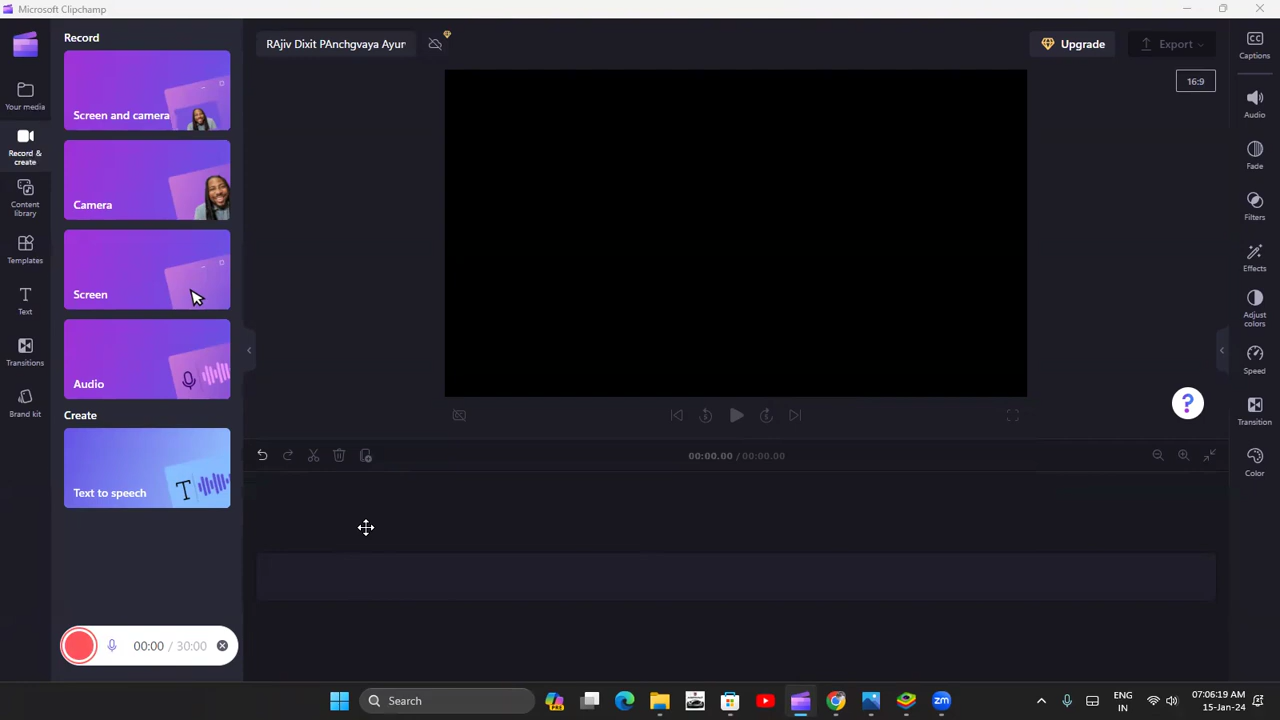 Microsoft Clipchamp
Record
Screen and camera
Camera
Screen
Audio
Create
Text to speech
Your media
Record &
create
Content
library
Templates
Text
Transitions
Brand kit
00:00 / 30:00
RAjiv Dixit PAnchgvaya Ayur
Upgrade
Export
16:9
?
00:00.00 / 00:00.00
CC
Captions
Audio
Fade
Filters
Effects
Adjust
colors
Speed
Transition
Color
Search
PRE
zm
ENG
IN
07:06:19 AM
15-Jan-24